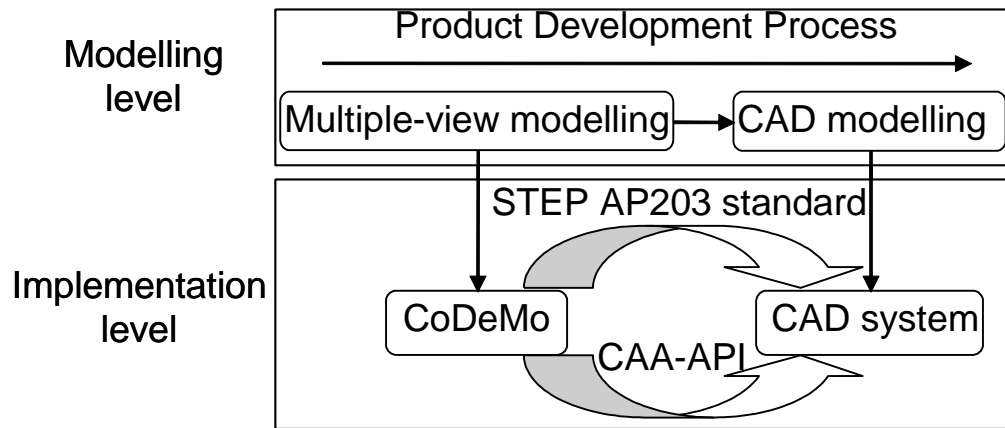 Product Development Process
Modelling
level
Multiple-view modelling
CAD modelling
STEP AP203 standard
Implementation
level
CoDeMo
CAD system
CAA-API